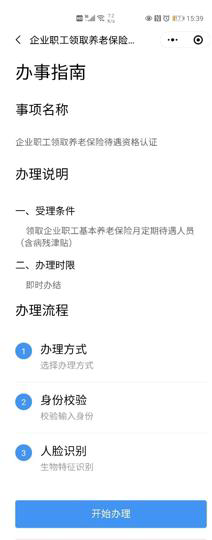 15:39
企业职工领取养老保险...
办事指南
事项名称
企业职工领取养老保险待遇资格认证
办理说明
一、受理条件
领取企业职工基本养老保险月定期待遇人员
（含病残津贴）
二、办理时限
即时办结
办理流程
1 办理方式
选择办理方式
2 身份校验
校验输入身份
3 人脸识别
生物特征识别
开始办理